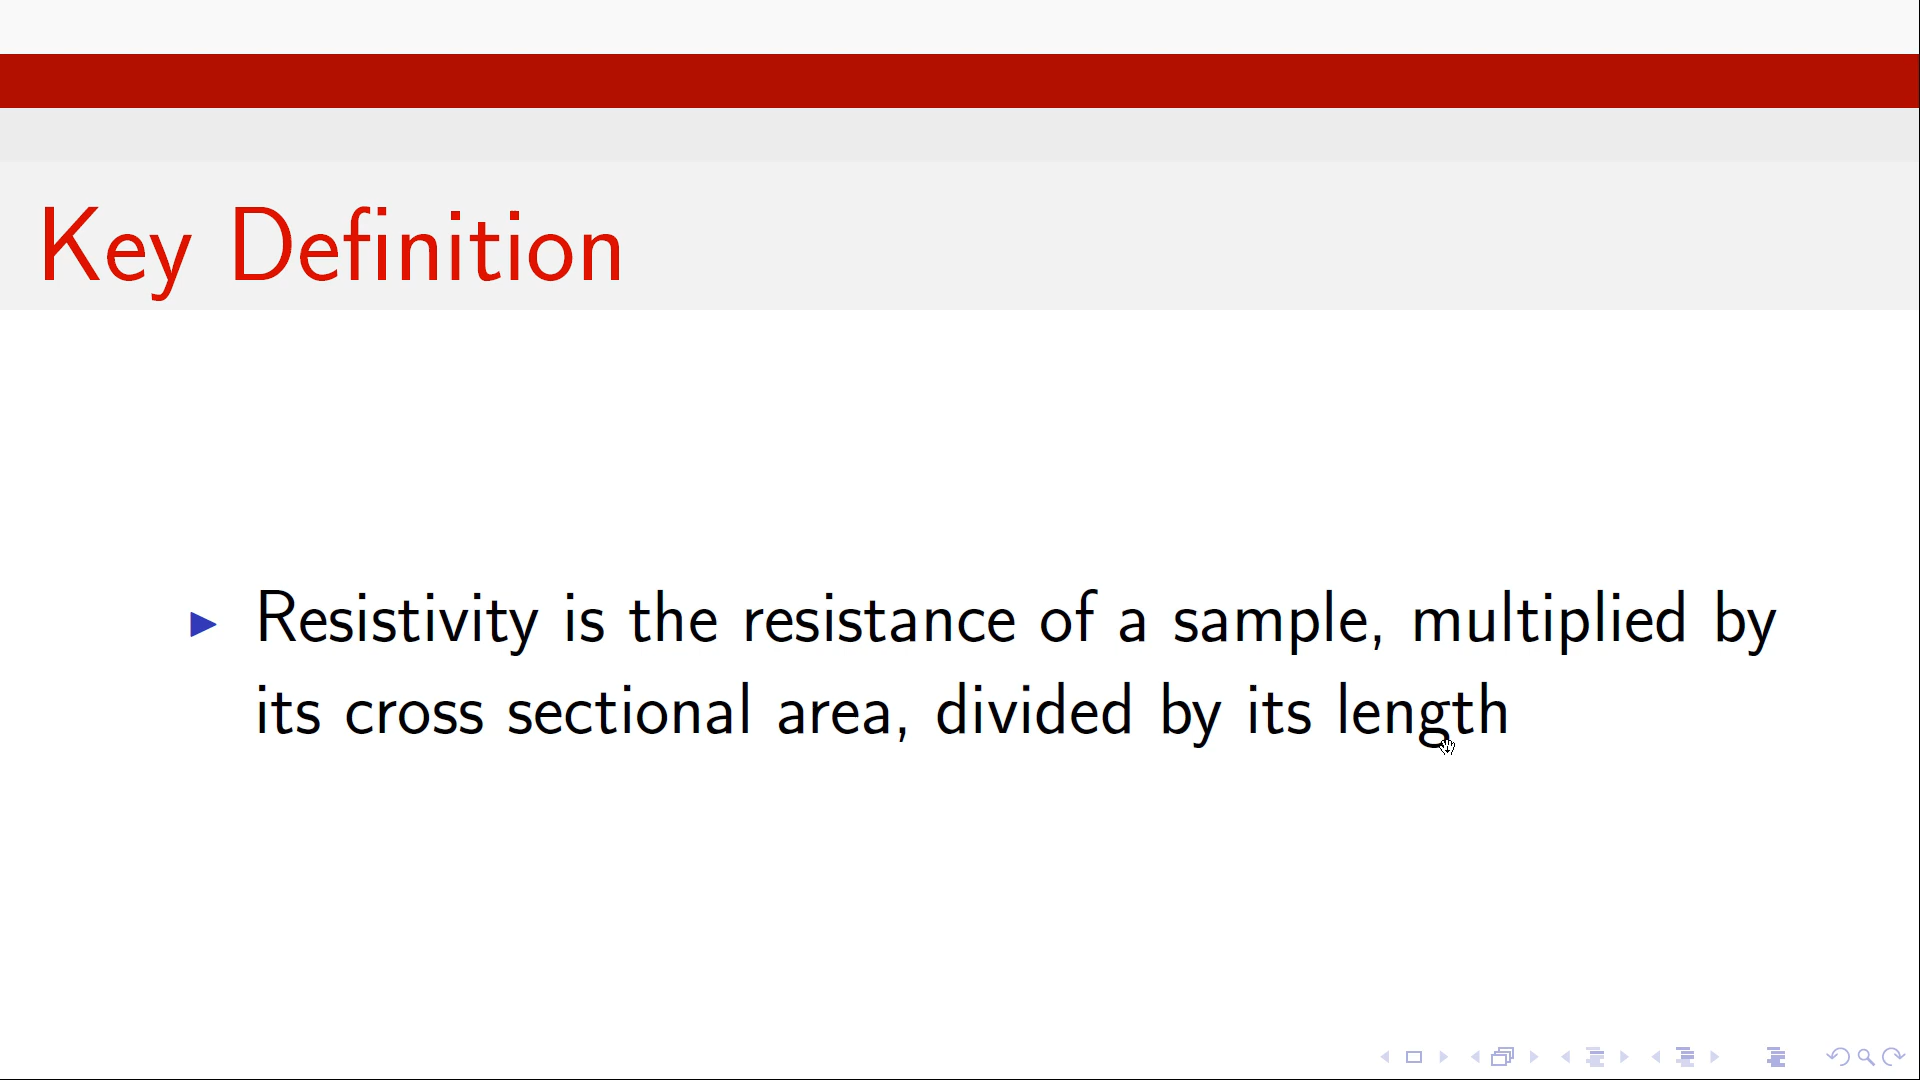 Key Definition
Resistivity is the resistance of a sample, multiplied by
its cross sectional area, divided by its length